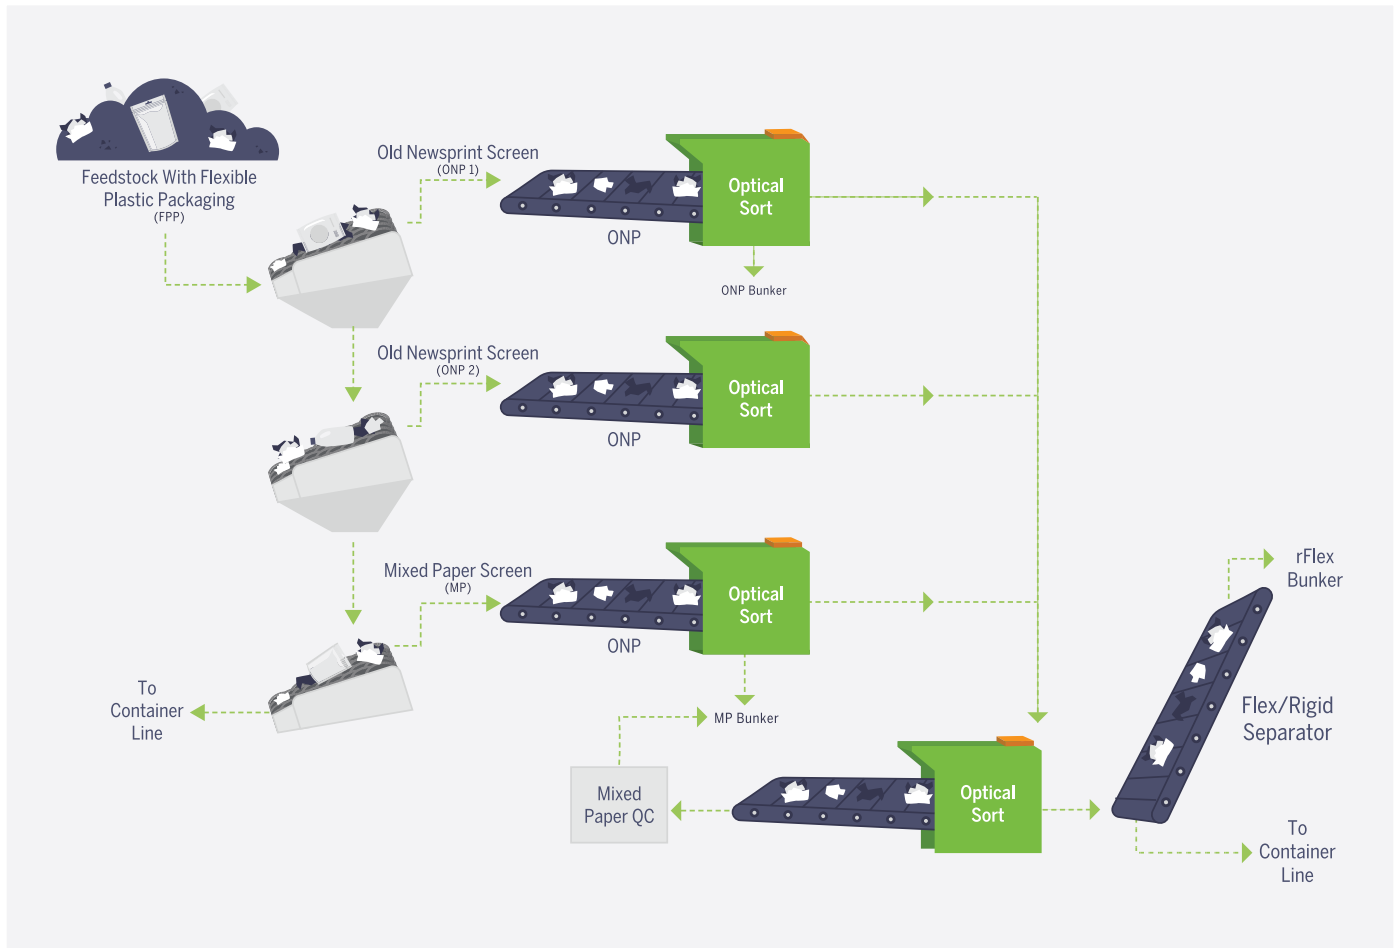 Feedstock With Flexible
Plastic Packaging
(FPP)
Old Newsprint Screen
(ONP 1)
Optical
Sort
ONP
ONP Bunker
Old Newsprint Screen
(ONP 2)
Optical
Sort
ONP
Mixed Paper Screen
(MP)
Optical
Sort
ONP
To
Container
Line
MP Bunker
Mixed
Paper QC
Optical
Sort
rFlex
Bunker
Flex/Rigid
Separator
To
Container
Line